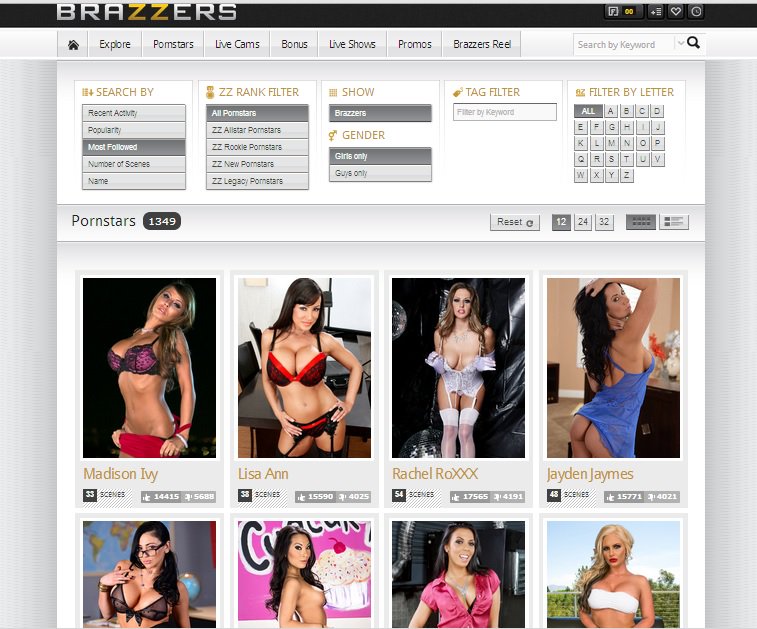 BRAZZERS
00
Explore
Pornstars
Live Cams
Bonus
Live Shows
Promos
Brazzers Reel
Search by Keyword
SEARCH BY
Recent Activity
Popularity
Most Followed
Number of Scenes
Name
ZZ RANK FILTER
All Pornstars
ZZ Allstar Pornstars
ZZ Rookie Pornstars
ZZ New Pornstars
ZZ Legacy Pornstars
SHOW
Brazzers
GENDER
Girls only
Guys only
TAG FILTER
Filter by Keyword
FILTER BY LETTER
ALL A B C D
E F G H I J
K L M N O P
Q R S T U V
W X Y Z
Pornstars 1349
Reset 12 24 32
Madison Ivy
33 SCENES 14415 5688
Lisa Ann
38 SCENES 15590 4025
Rachel RoXXX
54 SCENES 17565 4191
Jayden Jaymes
48 SCENES 15771 4021